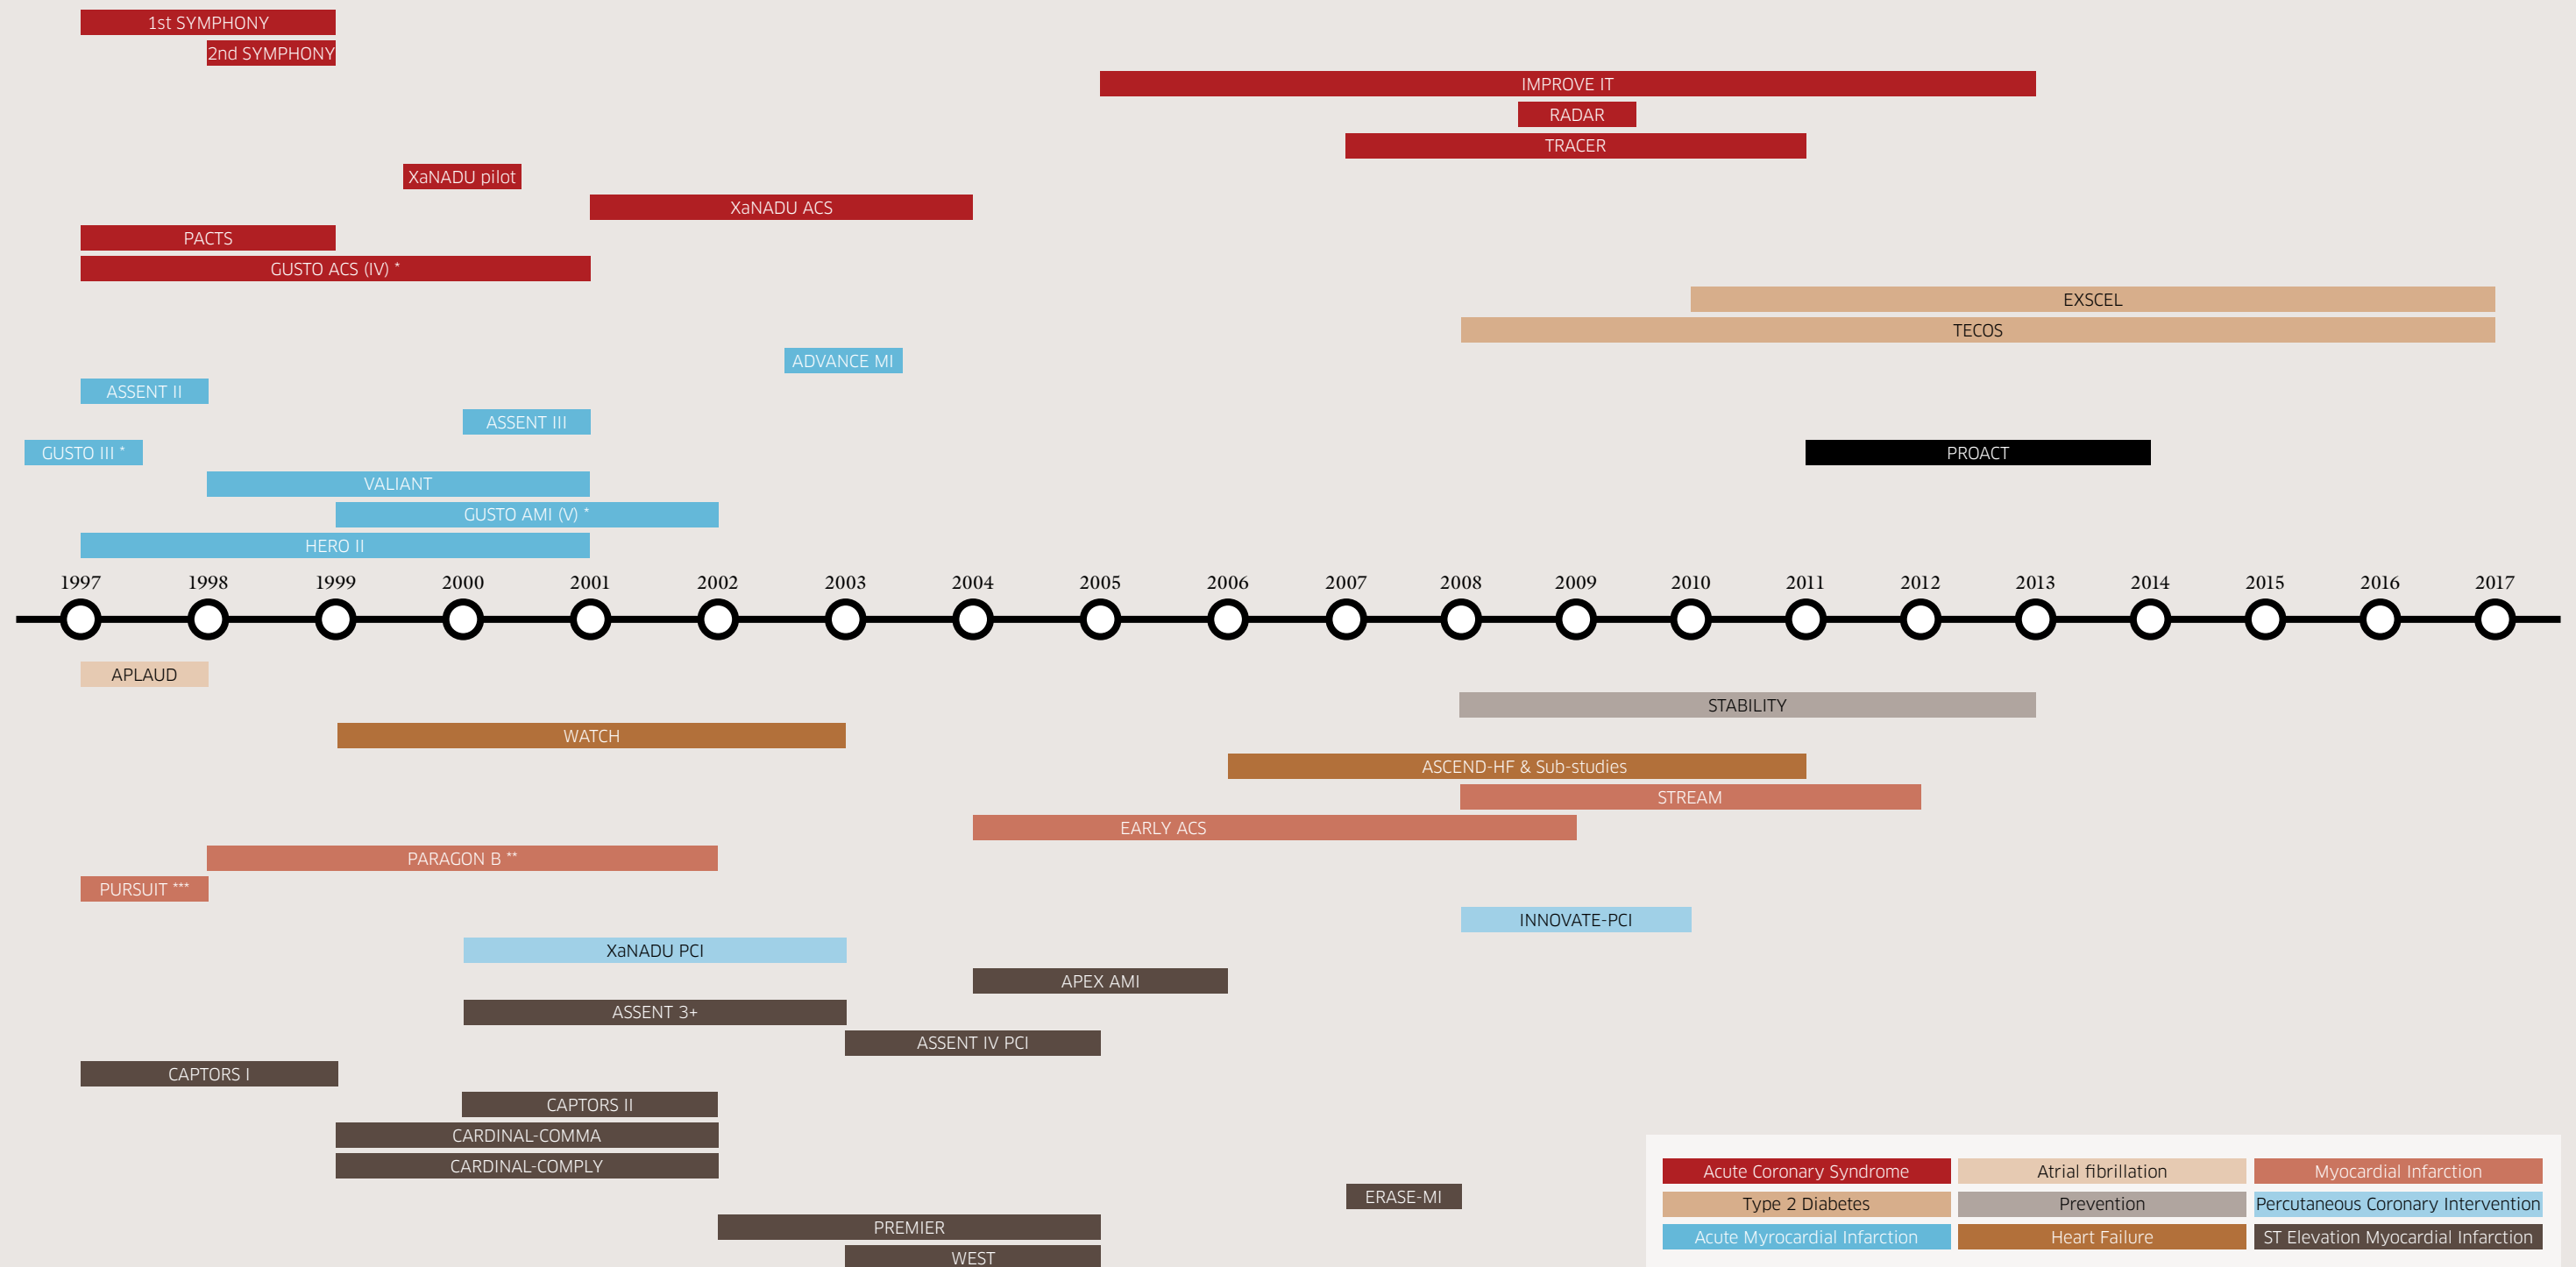 1st SYMPHONY
2nd SYMPHONY
IMPROVE IT
RADAR
TRACER
XaNADU pilot
XaNADU ACS
PACTS
GUSTO ACS (IV) *
EXSCEL
TECOS
ADVANCE MI
ASSENT II
ASSENT III
GUSTO III *
PROACT
VALIANT
GUSTO AMI (V) *
HERO II
1997 1998 1999 2000 2001 2002 2003 2004 2005 2006 2007 2008 2009 2010 2011 2012 2013 2014 2015 2016 2017
APLAUD
STABILITY
WATCH
ASCEND-HF & Sub-studies
STREAM
EARLY ACS
PARAGON B **
PURSUIT ***
INNOVATE-PCI
XaNADU PCI
APEX AMI
ASSENT 3+
ASSENT IV PCI
CAPTORS I
CAPTORS II
CARDINAL-COMMA
CARDINAL-COMPLY
ERASE-MI
PREMIER
WEST
Acute Coronary Syndrome Atrial fibrillation Myocardial Infarction
Type 2 Diabetes Prevention Percutaneous Coronary Intervention
Acute Myrocardial Infarction Heart Failure ST Elevation Myocardial Infarction